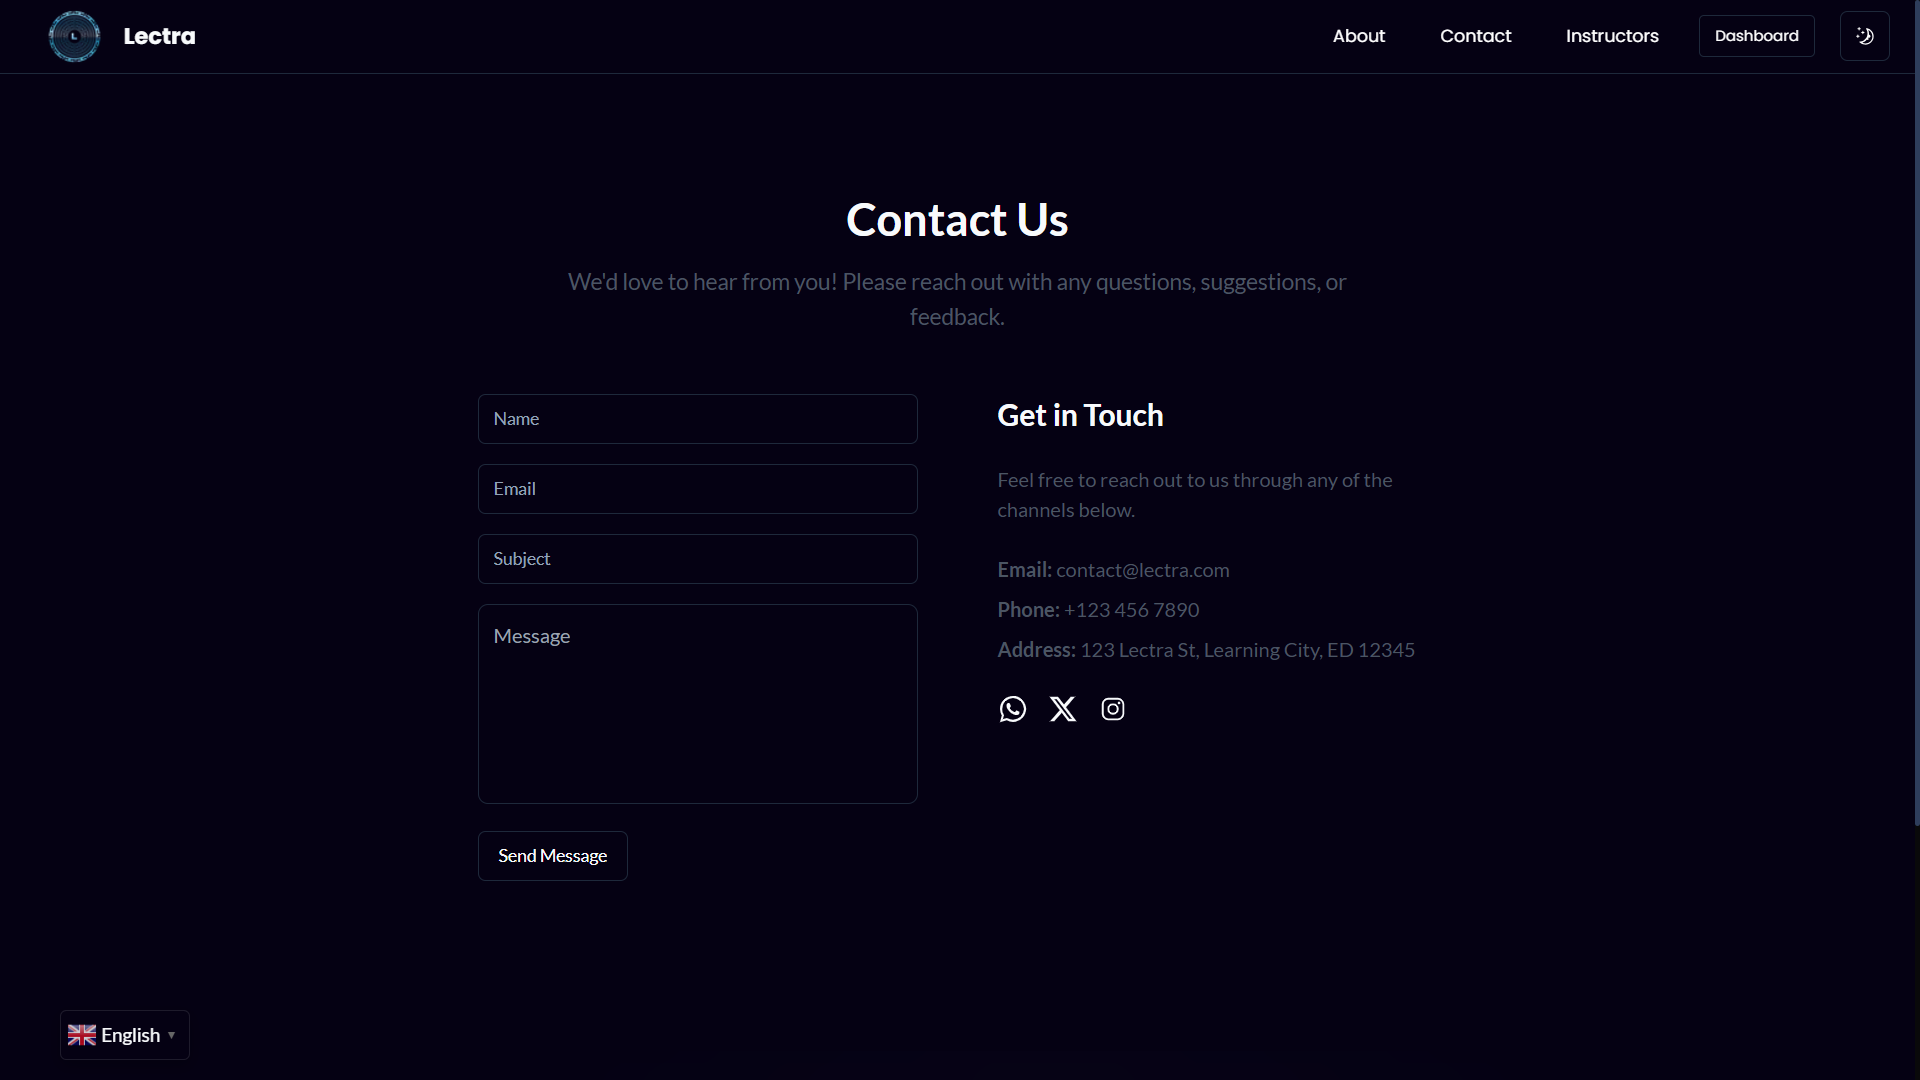 Lectra
About
Contact
Instructors
Dashboard
Contact Us
We'd love to hear from you! Please reach out with any questions, suggestions, or
feedback.
Name
Email
Subject
Message
Send Message
Get in Touch
Feel free to reach out to us through any of the
channels below.
Email: contact@lectra.com
Phone: +123 456 7890
Address: 123 Lectra St, Learning City, ED 12345
English